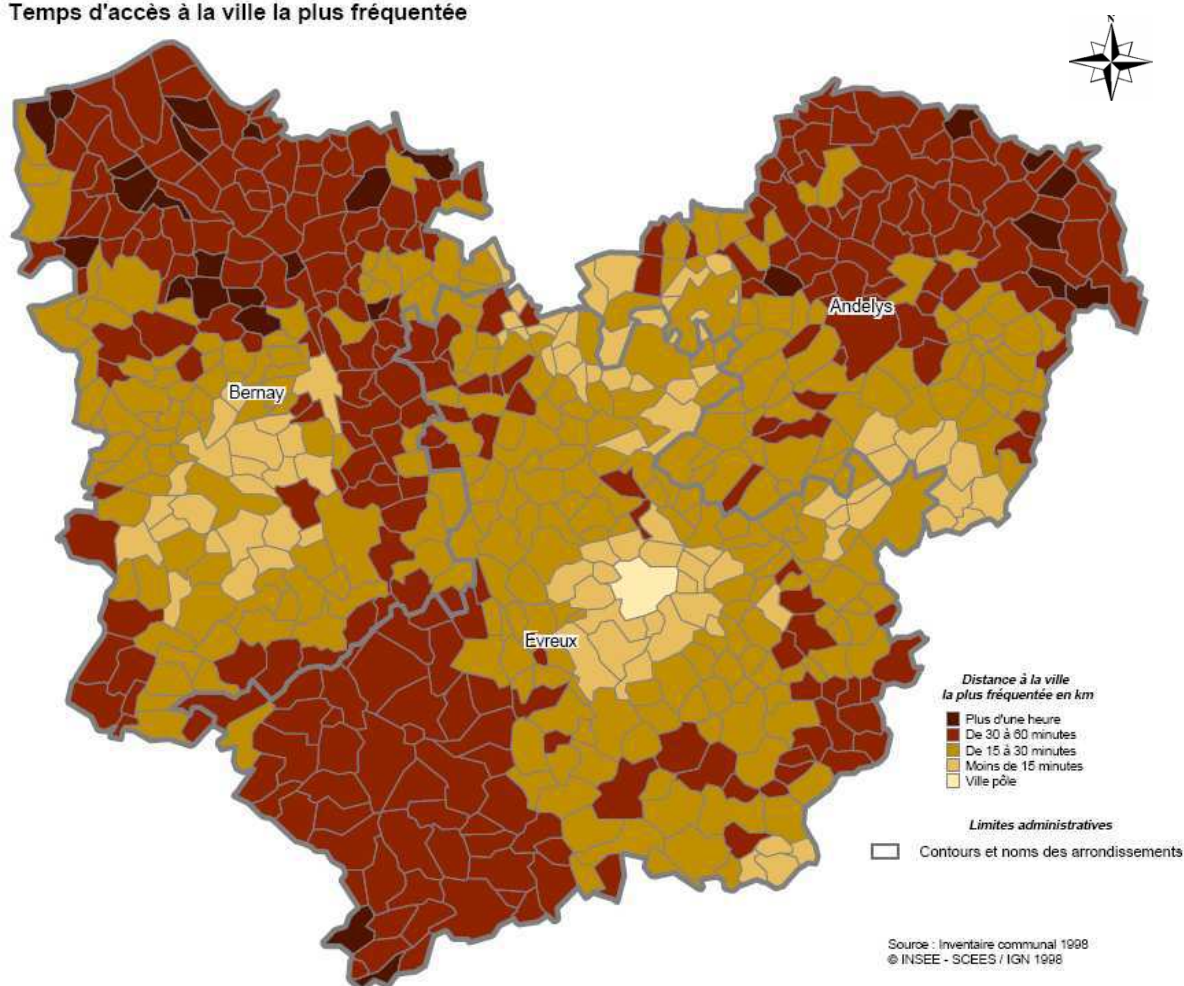 Temps d'accès à la ville la plus fréquentée
N
Andelys
Bernay
Evreux
Distance à la ville
la plus fréquentée en km
Plus d'une heure
De 30 à 60 minutes
De 15 à 30 minutes
Moins de 15 minutes
Ville pôle
Limites administratives
Contours et noms des arrondissements
Source : Inventaire communal 1998
© INSEE - SCEES / IGN 1998